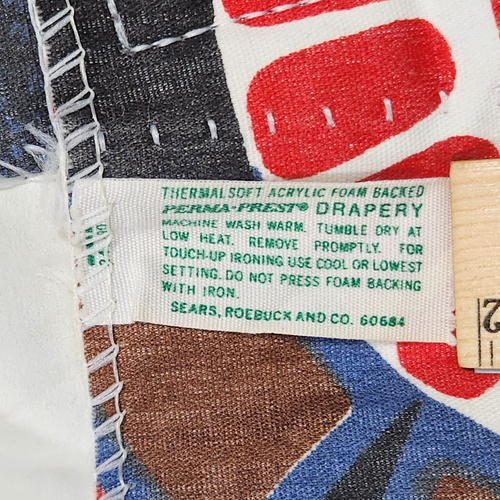 THERMALSOFT ACRYLIC FOAM BACKED
PERMA-PREST® DRAPERY
MACHINE WASH WARM. TUMBLE DRY AT
LOW HEAT. REMOVE PROMPTLY. FOR
TOUCH-UP IRONING USE COOL OR LOWEST
SETTING. DO NOT PRESS FOAM BACKING
WITH IRON.
SEARS, ROEBUCK AND CO. 60684
2